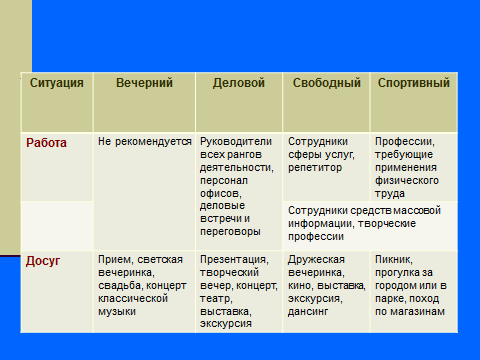 Ситуация
Вечерний
Деловой
Свободный
Спортивный
Работа
Не рекомендуется
Руководители
всех рангов
деятельности,
персонал
офисов,
деловые
встречи и
переговоры
Сотрудники
сферы услуг,
репетитор
Профессии,
требующие
применения
физического
труда
Сотрудники средств массовой
информации, творческие
профессии
Досуг
Прием, светская
вечеринка,
свадьба, концерт
классической
музыки
Презентация,
творческий
вечер, концерт,
театр,
выставка,
экскурсия
Дружеская
вечеринка,
кино, выставка,
экскурсия,
дансинг
Пикник,
прогулка за
городом или в
парке, поход
по магазинам